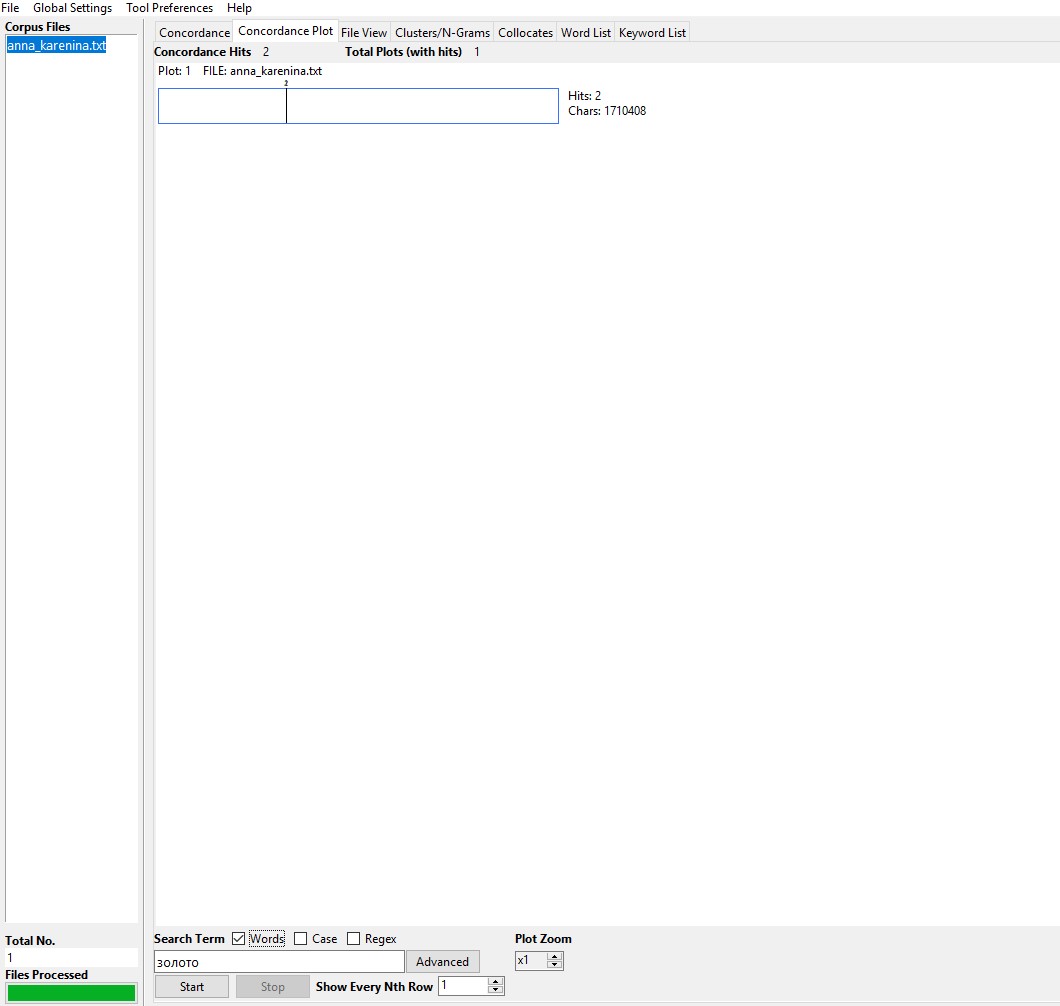 File Global Settings Tool Preferences Help
Corpus Files
anna_karenina.txt
Total No.
1
Files Processed
Concordance Concordance Plot File View Clusters/N-Grams Collocates Word List Keyword List
Concordance Hits 2 Total Plots (with hits) 1
Plot: 1 FILE: anna_karenina.txt
2
Hits: 2
Chars: 1710408
Search Term Words Case Regex Plot Zoom
золото Advanced x1
Start Stop Show Every Nth Row 1